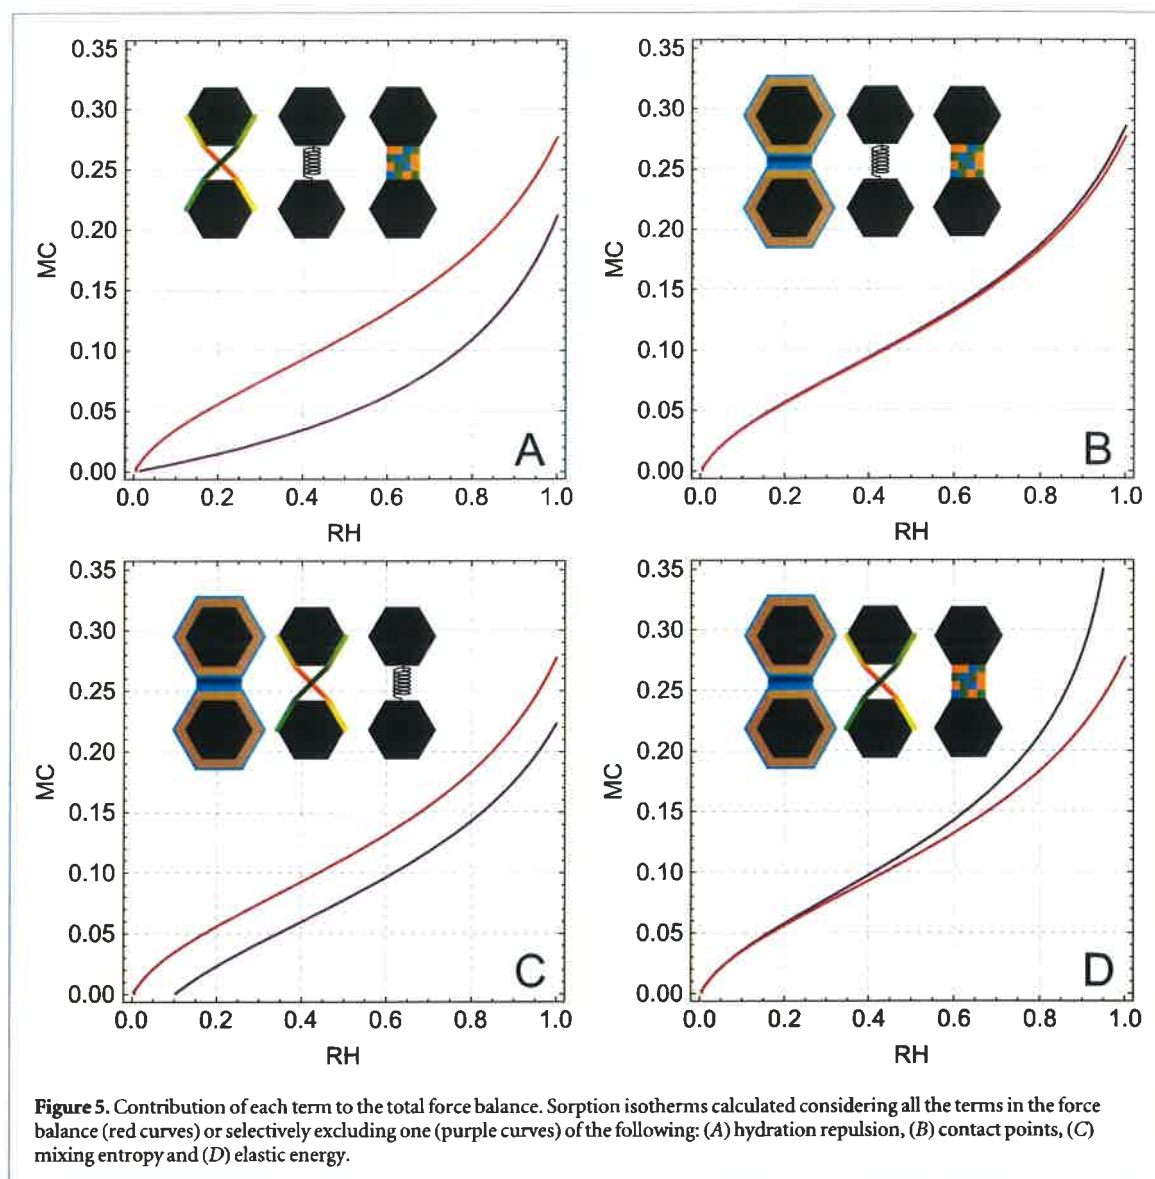 0.35
0.30
0.25
0.20
0.15
0.10
0.05
0.00
MC
0.0 0.2 0.4 0.6 0.8 1.0
RH
A
0.35
0.30
0.25
0.20
0.15
0.10
0.05
0.00
MC
0.0 0.2 0.4 0.6 0.8 1.0
RH
B
0.35
0.30
0.25
0.20
0.15
0.10
0.05
0.00
MC
0.0 0.2 0.4 0.6 0.8 1.0
RH
C
0.35
0.30
0.25
0.20
0.15
0.10
0.05
0.00
MC
0.0 0.2 0.4 0.6 0.8 1.0
RH
D
Figure 5. Contribution of each term to the total force balance. Sorption isotherms calculated considering all the terms in the force
balance (red curves) or selectively excluding one (purple curves) of the following: (A) hydration repulsion, (B) contact points, (C)
mixing entropy and (D) elastic energy.